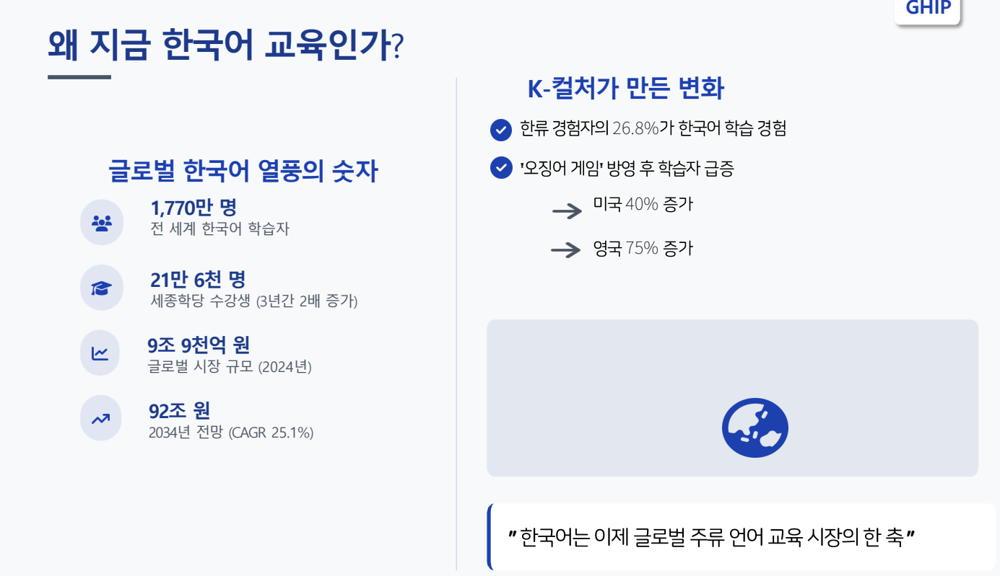 GHIP
왜 지금 한국어 교육인가?
글로벌 한국어 열풍의 숫자
1,770만 명
전 세계 한국어 학습자
21만 6천 명
세종학당 수강생 (3년간 2배 증가)
9조 9천억 원
글로벌 시장 규모 (2024년)
92조 원
2034년 전망 (CAGR 25.1%)
K-컬처가 만든 변화
한류 경험자의 26.8%가 한국어 학습 경험
'오징어 게임' 방영 후 학습자 급증
미국 40% 증가
영국 75% 증가
" 한국어는 이제 글로벌 주류 언어 교육 시장의 한 축 "